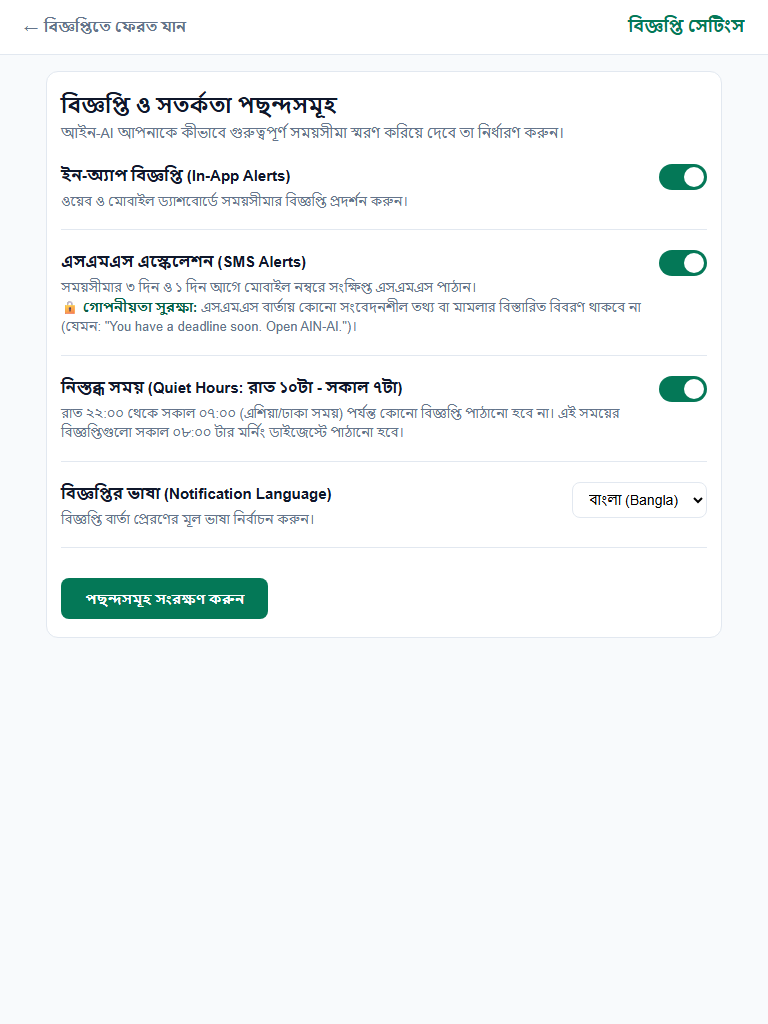 ← বিজ্ঞপ্তিতে ফেরত যান
বিজ্ঞপ্তি সেটিংস
বিজ্ঞপ্তি ও সতর্কতা পছন্দসমূহ
আইন-AI আপনাকে কীভাবে গুরুত্বপূর্ণ সময়সীমা স্মরণ করিয়ে দেবে তা নির্ধারণ করুন।
ইন-অ্যাপ বিজ্ঞপ্তি (In-App Alerts)
ওয়েব ও মোবাইল ড্যাশবোর্ডে সময়সীমার বিজ্ঞপ্তি প্রদর্শন করুন।
এসএমএস এস্কেলেশন (SMS Alerts)
সময়সীমার ৩ দিন ও ১ দিন আগে মোবাইল নম্বরে সংক্ষিপ্ত এসএমএস পাঠান।
🔒 গোপনীয়তা সুরক্ষা: এসএমএস বার্তায় কোনো সংবেদনশীল তথ্য বা মামলার বিস্তারিত বিবরণ থাকবে না
(যেমন: "You have a deadline soon. Open AIN-AI.")।
নিস্তব্ধ সময় (Quiet Hours: রাত ১০টা - সকাল ৭টা)
রাত ২২:০০ থেকে সকাল ০৭:০০ (এশিয়া/ঢাকা সময়) পর্যন্ত কোনো বিজ্ঞপ্তি পাঠানো হবে না। এই সময়ের
বিজ্ঞপ্তিগুলো সকাল ০৮:০০ টার মর্নিং ডাইজেস্টে পাঠানো হবে।
বিজ্ঞপ্তির ভাষা (Notification Language)
বাংলা (Bangla)
বিজ্ঞপ্তি বার্তা প্রেরণের মূল ভাষা নির্বাচন করুন।
পছন্দসমূহ সংরক্ষণ করুন